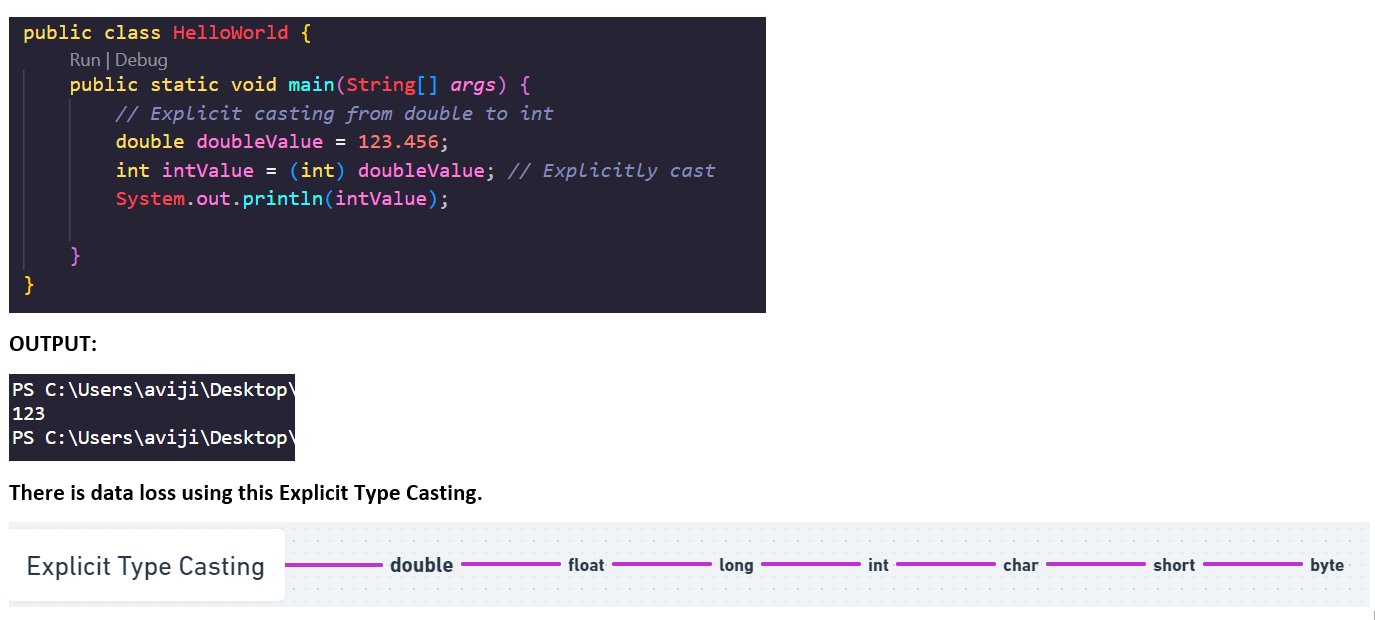 public class HelloWorld {
Run | Debug
public static void main(String[] args) {
// Explicit casting from double to int
double doubleValue = 123.456;
int intValue = (int) doubleValue; // Explicitly cast
System.out.println(intValue);
}
}
OUTPUT:
PS C:\Users\aviji\Desktop\
123
PS C:\Users\aviji\Desktop\
There is data loss using this Explicit Type Casting.
Explicit Type Casting double float long int char short byte